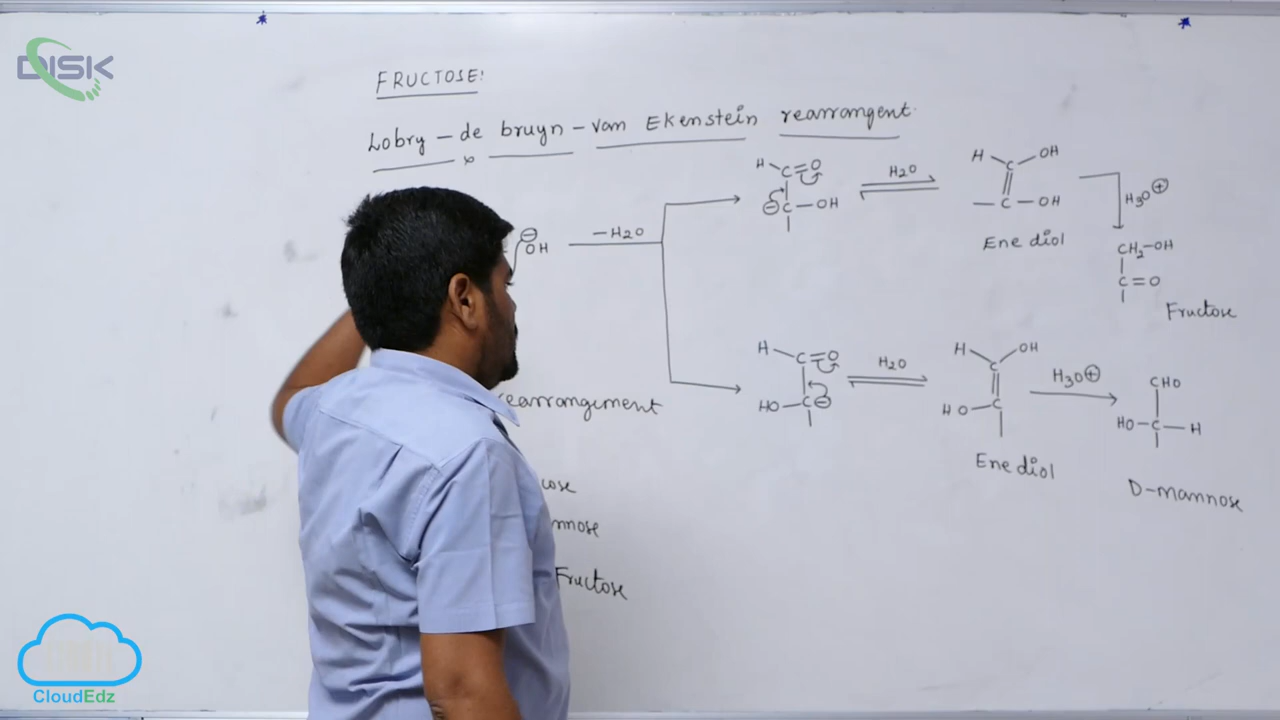 DISK
FRUCTOSE:
Lobry - de bruyn - van Ekenstein rearrangent.
H C=O
⊖C-OH
H2O
H C OH
-C-OH
Ene diol
H3O⊕
CH2-OH
C=O
Fructose
⊖OH
-H2O
H C=O
HO-C⊖
H2O
H C OH
HO-C
Ene diol
H3O⊕
CHO
HO-C-H
D-mannose
rearrangement
Fructose
CloudEdz